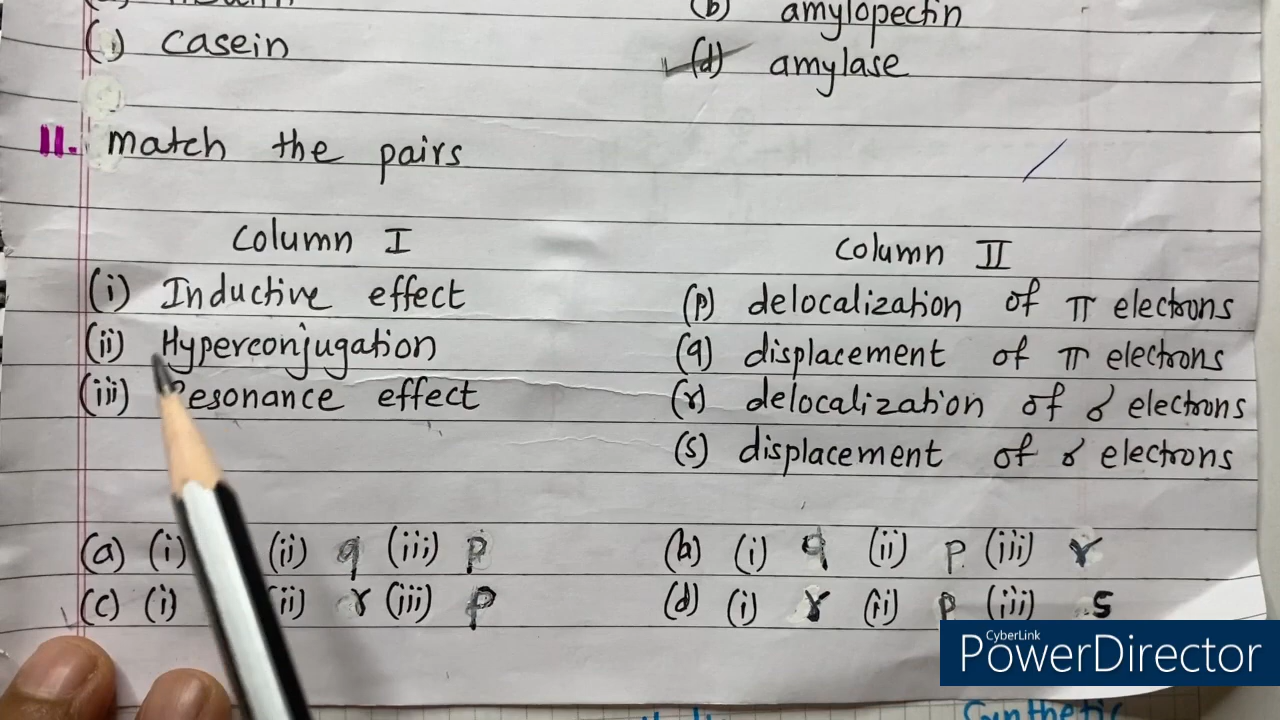 (b) amylopectin
(c) casein
(d) amylase
II. match the pairs
Column I
Column II
(i) Inductive effect
(p) delocalization of π electrons
(ii) Hyperconjugation
(q) displacement of π electrons
(iii) Resonance effect
(r) delocalization of σ electrons
(s) displacement of σ electrons
(a) (i) (ii) q (iii) p
(b) (i) q (ii) p (iii) r
(c) (i) (ii) r (iii) p
(d) (i) r (ii) p (iii) s
CyberLink
PowerDirector
Synthetic